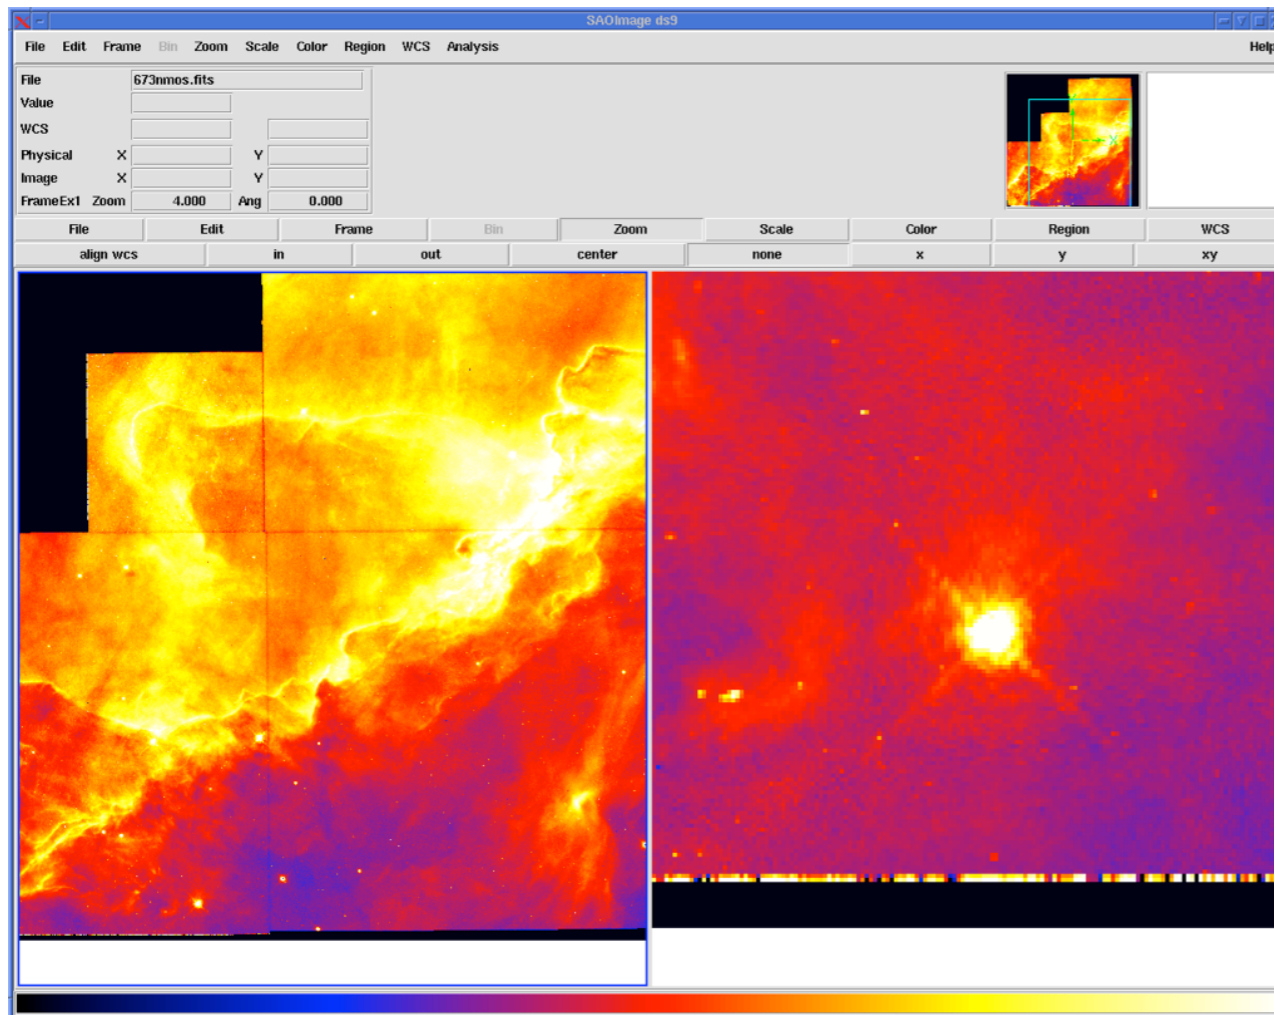 SAOImage ds9
File Edit Frame Bin Zoom Scale Color Region WCS Analysis Help
File 673nmos.fits
Value
WCS
Physical X Y
Image X Y
FrameEx1 Zoom 4.000 Ang 0.000
File Edit Frame Bin Zoom Scale Color Region WCS
align wcs in out center none x y xy